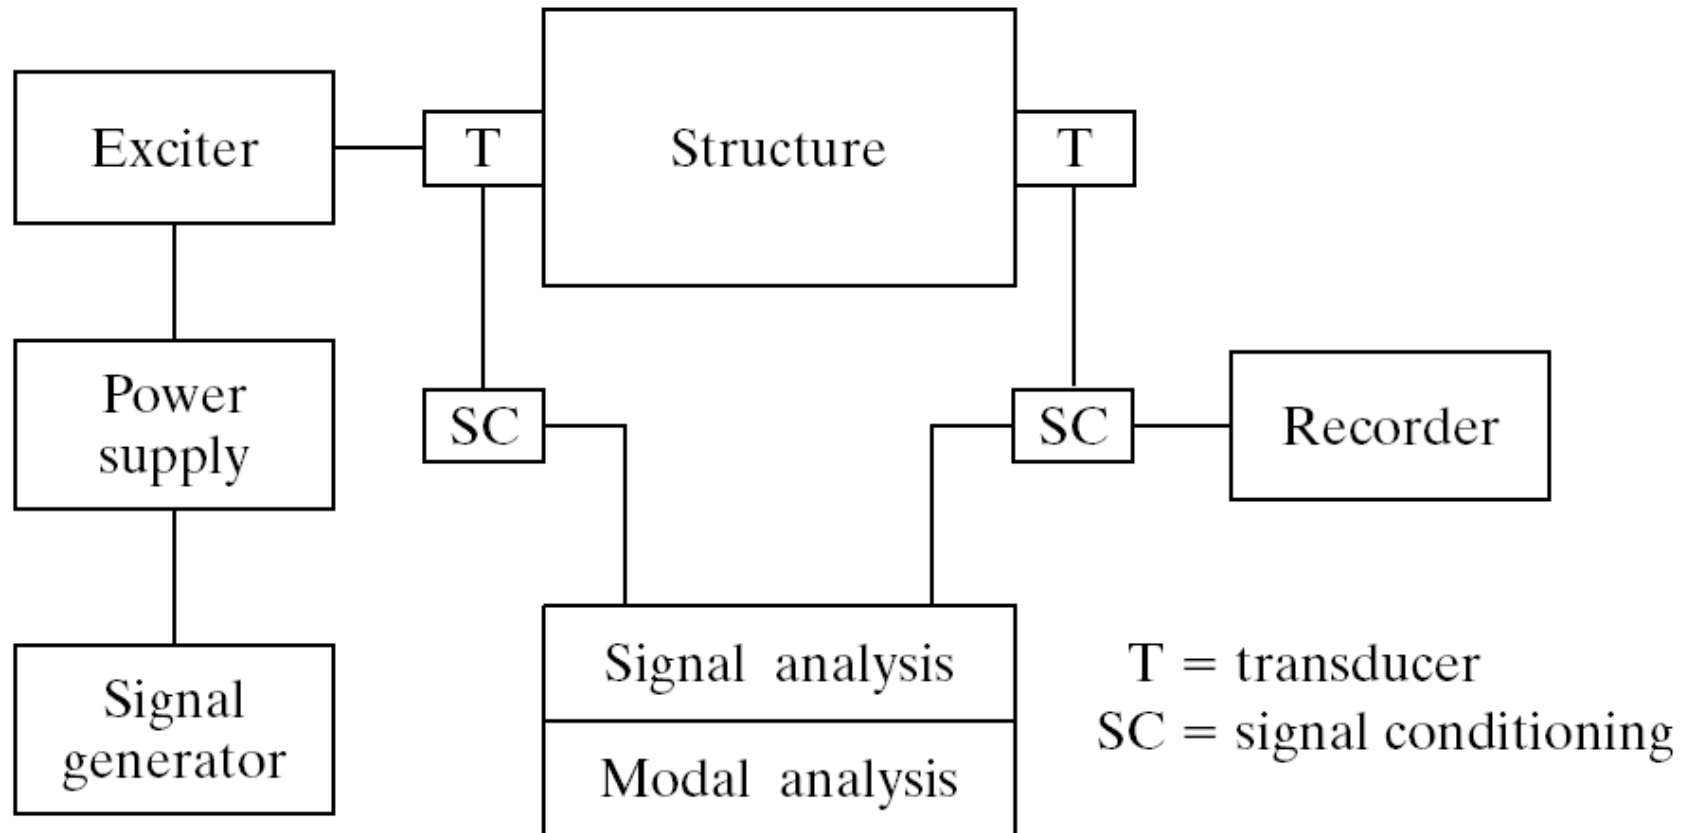 Exciter
T
Structure
T
Power
supply
SC
SC
Recorder
Signal
generator
Signal analysis
Modal analysis
T = transducer
SC = signal conditioning